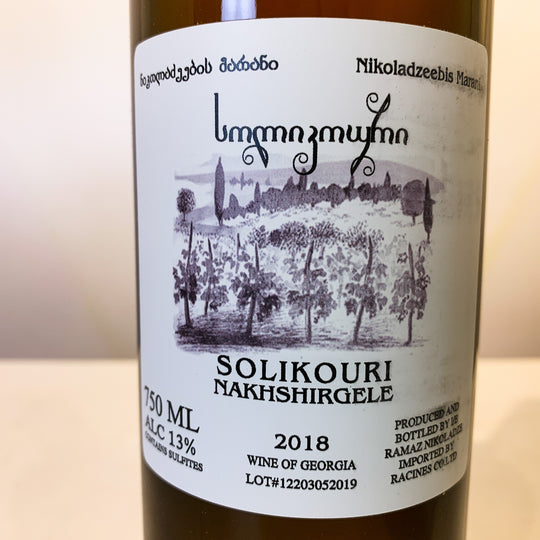 ნიკოლაძეების მარანი
Nikoladzeebis Marani
სოლიკოური
SOLIKOURI
NAKHSHIRGELE
750 ML
ALC 13%
CONTAINS SULFITES
2018
WINE OF GEORGIA
LOT#12203052019
PRODUCED AND
BOTTLED BY I/E
RAMAZ NIKOLADZE
IMPORTED BY
RACINES CO.LTD